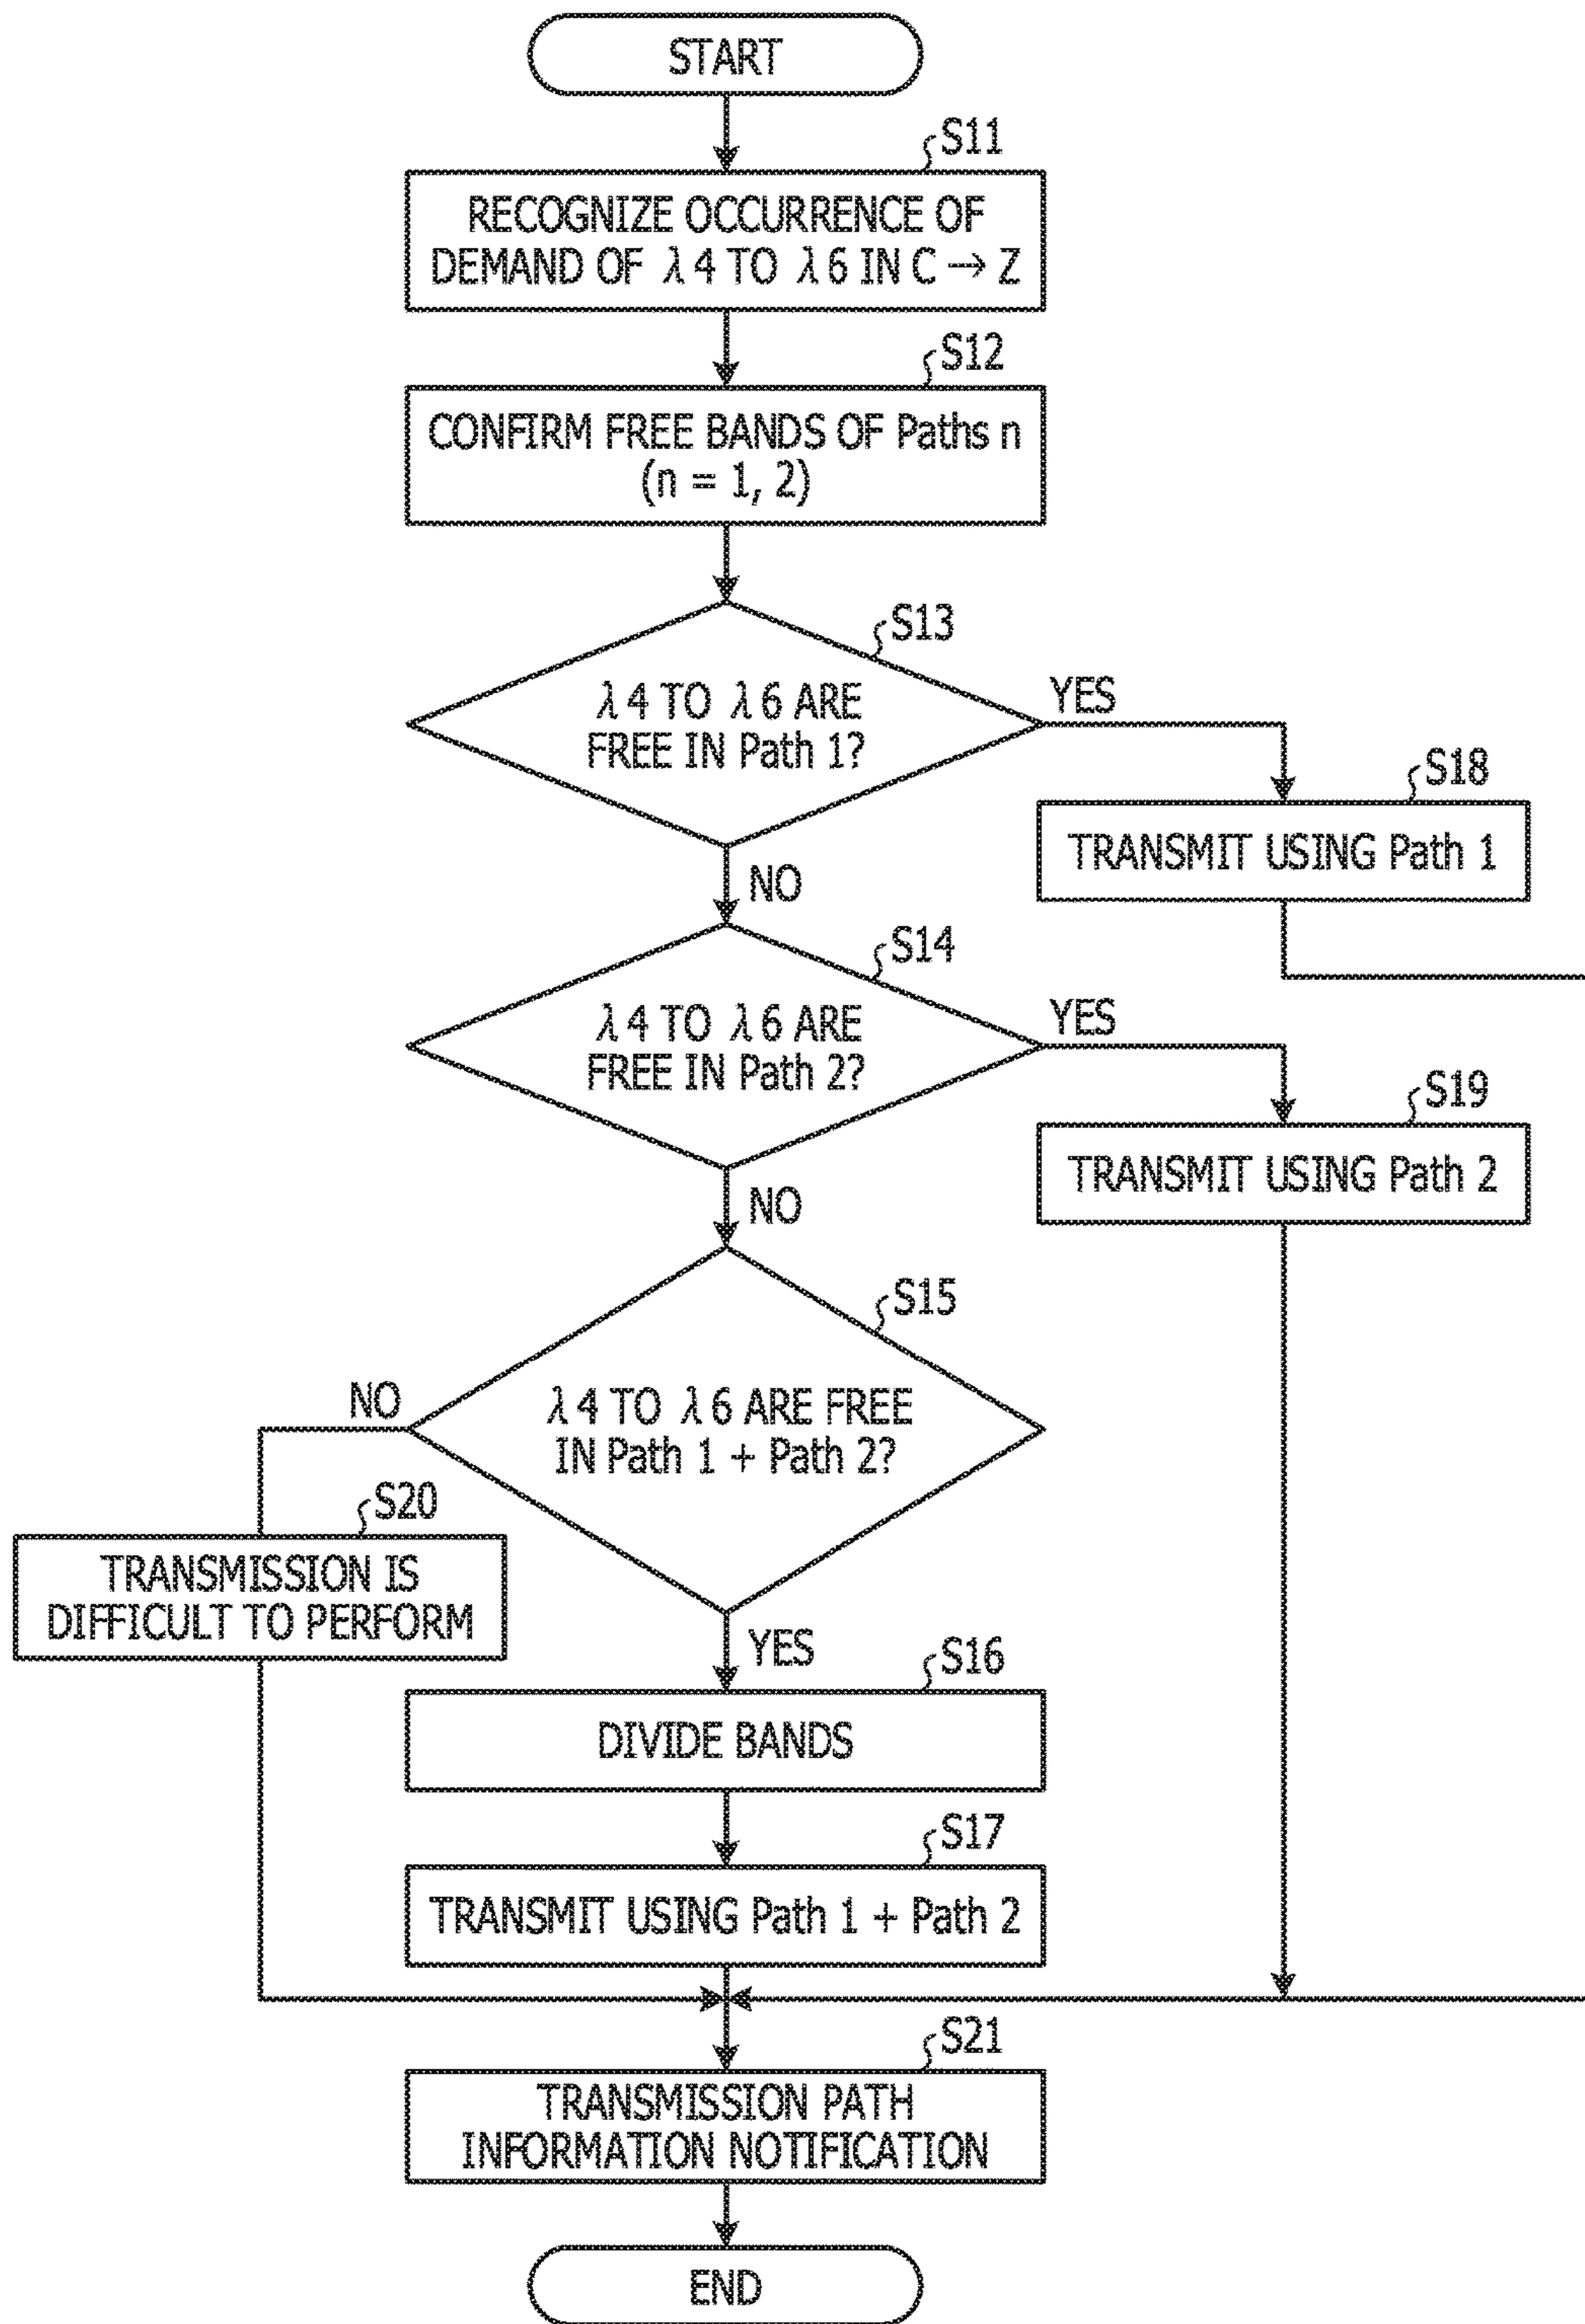 START
S11
RECOGNIZE OCCURRENCE OF
DEMAND OF λ4 TO λ6 IN C → Z
S12
CONFIRM FREE BANDS OF Paths n
(n = 1, 2)
S13
λ4 TO λ6 ARE
FREE IN Path 1?
YES
S18
TRANSMIT USING Path 1
NO
S14
λ4 TO λ6 ARE
FREE IN Path 2?
YES
S19
TRANSMIT USING Path 2
NO
S15
λ4 TO λ6 ARE FREE
IN Path 1 + Path 2?
NO
S20
TRANSMISSION IS
DIFFICULT TO PERFORM
YES
S16
DIVIDE BANDS
S17
TRANSMIT USING Path 1 + Path 2
S21
TRANSMISSION PATH
INFORMATION NOTIFICATION
END